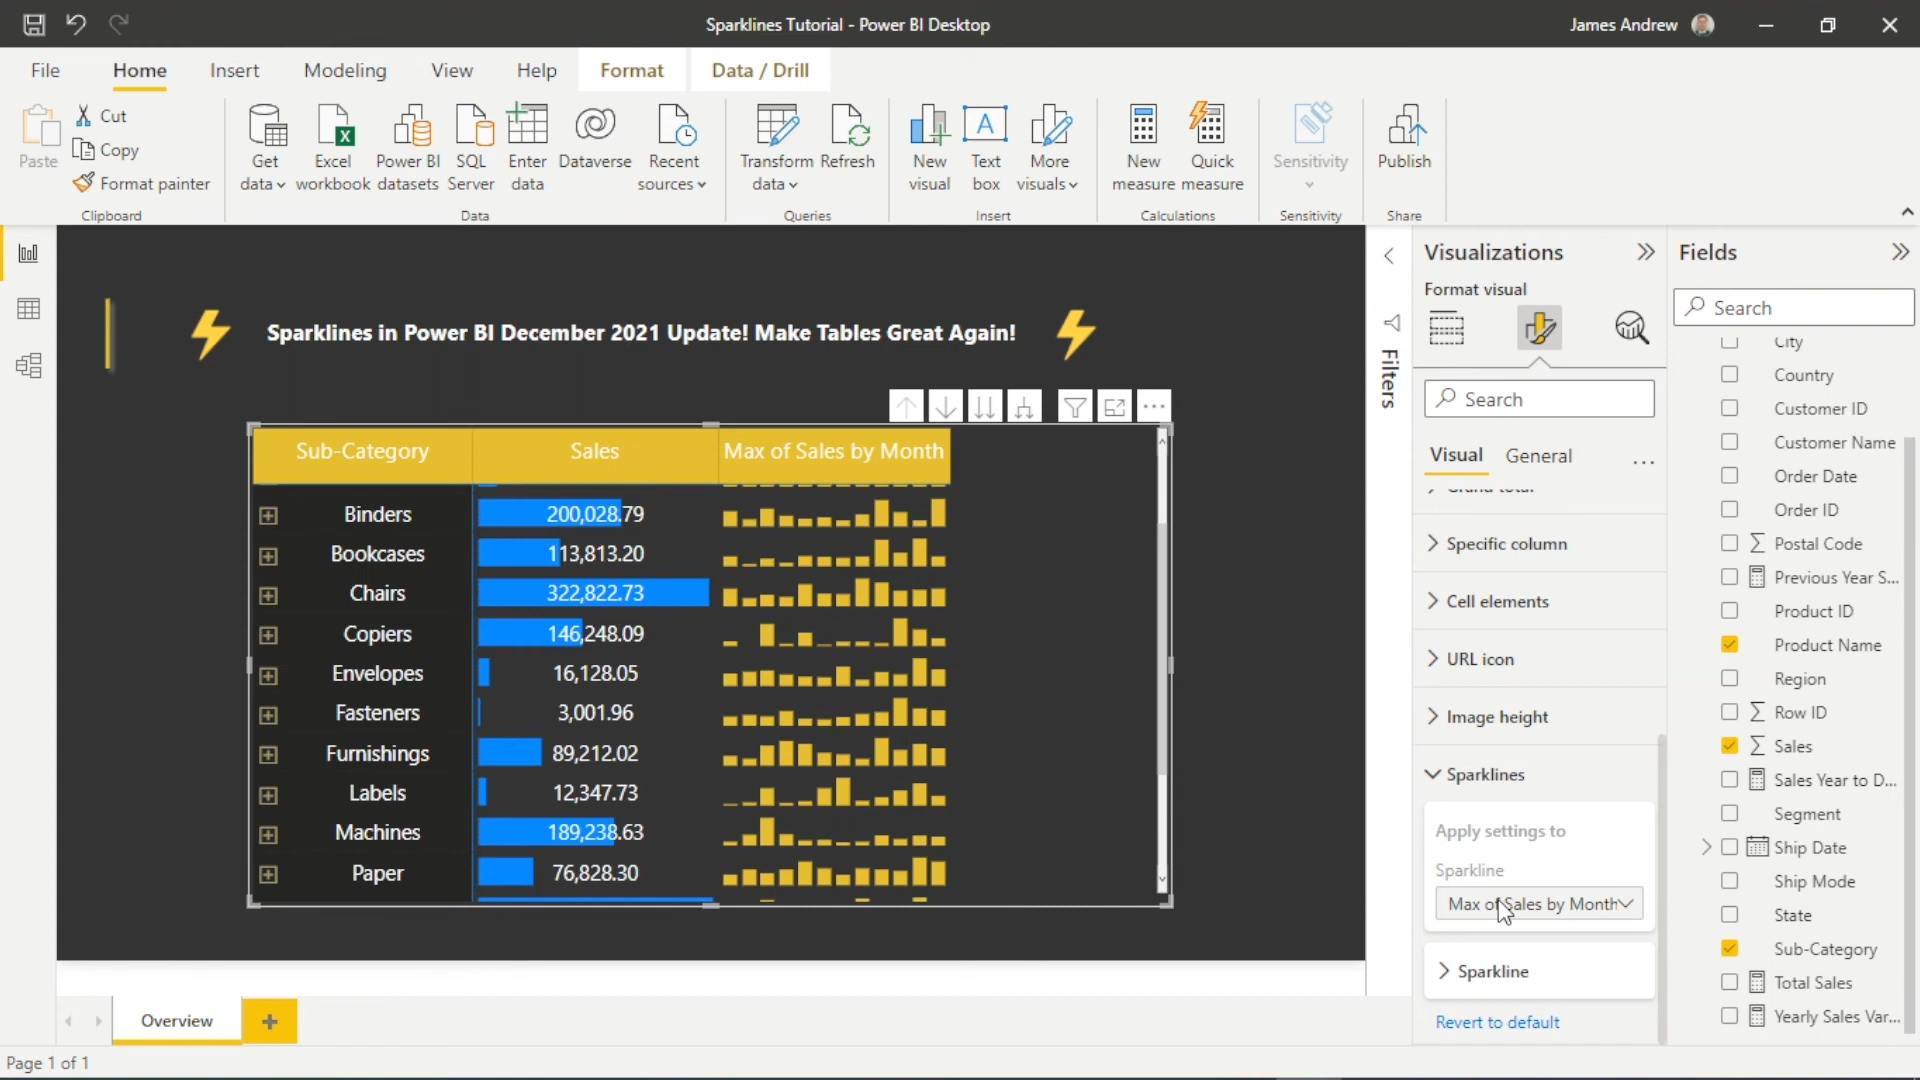 Sparklines Tutorial - Power BI Desktop
James Andrew
File Home Insert Modeling View Help Format Data / Drill
Paste
Cut
Copy
Format painter
Clipboard
Get data
Excel workbook
Power BI datasets
SQL Server
Enter data
Dataverse
Recent sources
Data
Transform data
Refresh
Queries
New visual
A
Text box
More visuals
Insert
New measure
Quick measure
Calculations
Sensitivity
Sensitivity
Publish
Share
Sparklines in Power BI December 2021 Update! Make Tables Great Again!
Sub-Category Sales Max of Sales by Month
Binders 200,028.79
Bookcases 113,813.20
Chairs 322,822.73
Copiers 146,248.09
Envelopes 16,128.05
Fasteners 3,001.96
Furnishings 89,212.02
Labels 12,347.73
Machines 189,238.63
Paper 76,828.30
Filters
Visualizations
Format visual
Search
Visual General
...
Grand total
Specific column
Cell elements
URL icon
Image height
Sparklines
Apply settings to
Sparkline
Max of Sales by Month
Sparkline
Revert to default
Fields
Search
City
Country
Customer ID
Customer Name
Order Date
Order ID
Postal Code
Previous Year S...
Product ID
Product Name
Region
Row ID
Sales
Sales Year to D...
Segment
Ship Date
Ship Mode
State
Sub-Category
Total Sales
Yearly Sales Var...
Overview
Page 1 of 1